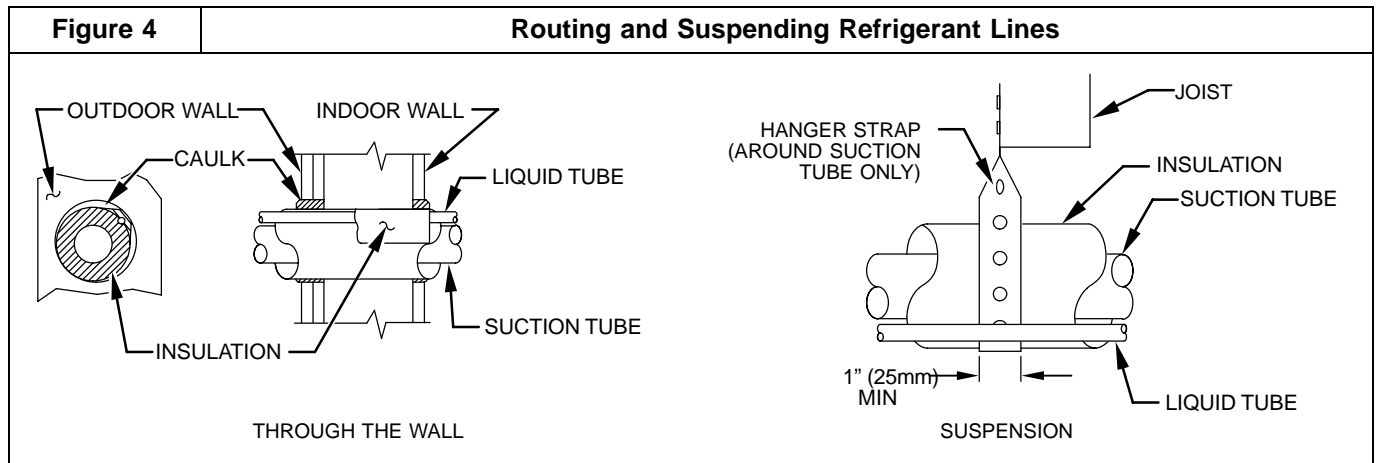 Figure 4
Routing and Suspending Refrigerant Lines
OUTDOOR WALL
INDOOR WALL
CAULK
LIQUID TUBE
SUCTION TUBE
INSULATION
THROUGH THE WALL
JOIST
HANGER STRAP
(AROUND SUCTION
TUBE ONLY)
INSULATION
SUCTION TUBE
1” (25mm)
MIN
LIQUID TUBE
SUSPENSION